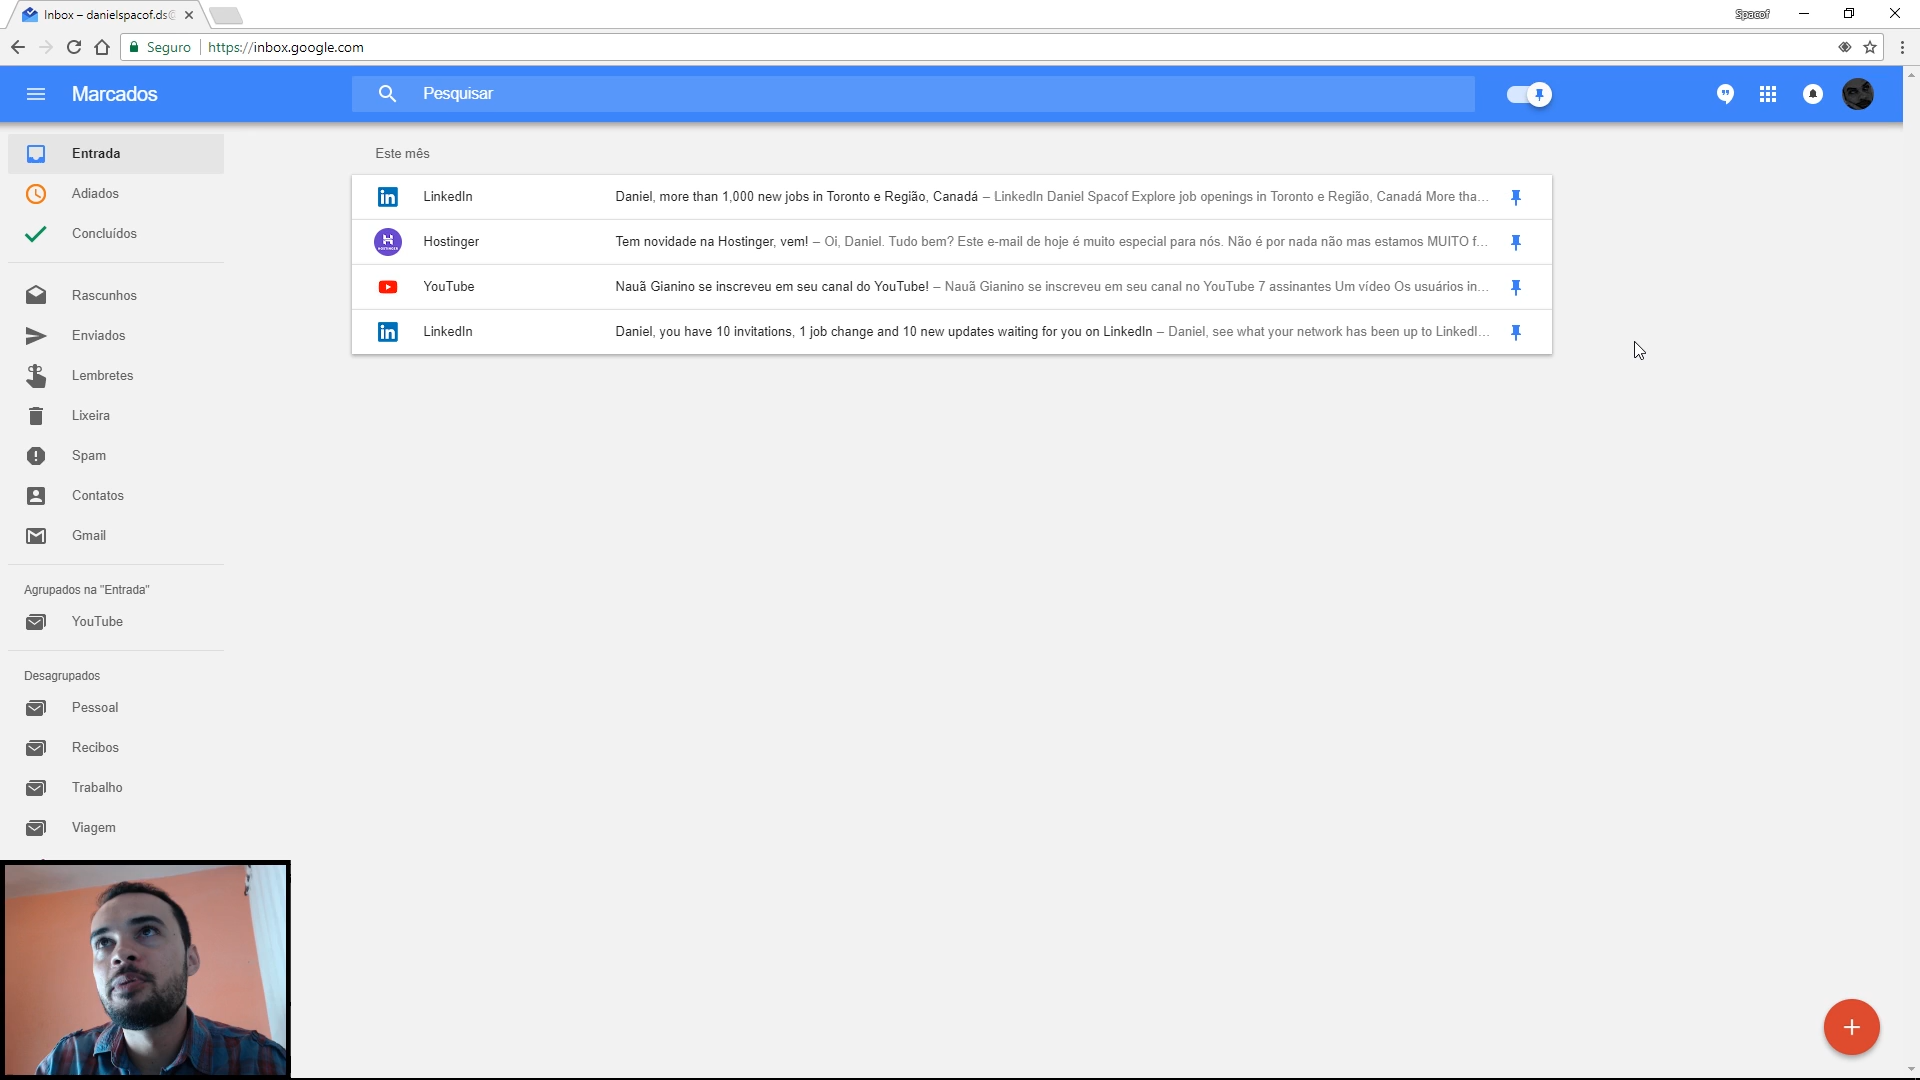 Inbox – danielspacof.ds@
Spacof
Seguro
https://inbox.google.com
Marcados
Pesquisar
Entrada
Adiados
Concluídos
Rascunhos
Enviados
Lembretes
Lixeira
Spam
Contatos
Gmail
Agrupados na "Entrada"
YouTube
Desagrupados
Pessoal
Recibos
Trabalho
Viagem
Este mês
LinkedIn Daniel, more than 1,000 new jobs in Toronto e Região, Canadá – LinkedIn Daniel Spacof Explore job openings in Toronto e Região, Canadá More tha...
Hostinger Tem novidade na Hostinger, vem! – Oi, Daniel. Tudo bem? Este e-mail de hoje é muito especial para nós. Não é por nada não mas estamos MUITO f...
YouTube Nauã Gianino se inscreveu em seu canal do YouTube! – Nauã Gianino se inscreveu em seu canal no YouTube 7 assinantes Um vídeo Os usuários in...
LinkedIn Daniel, you have 10 invitations, 1 job change and 10 new updates waiting for you on LinkedIn – Daniel, see what your network has been up to LinkedI...